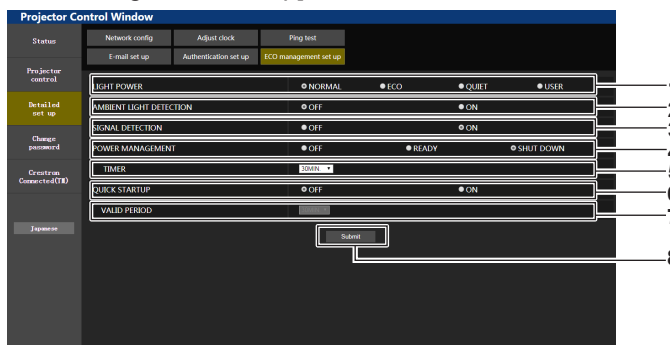 Projector Control Window
Status
Network config
Adjust clock
Ping test
E-mail set up
Authentication set up
ECO management set up
Projector
control
Detailed
set up
Change
password
Crestron
Connected(TM)
Japanese
LIGHT POWER NORMAL ECO QUIET USER
AMBIENT LIGHT DETECTION OFF ON
SIGNAL DETECTION OFF ON
POWER MANAGEMENT OFF READY SHUT DOWN
TIMER 30MIN.
QUICK STARTUP OFF ON
VALID PERIOD
Submit